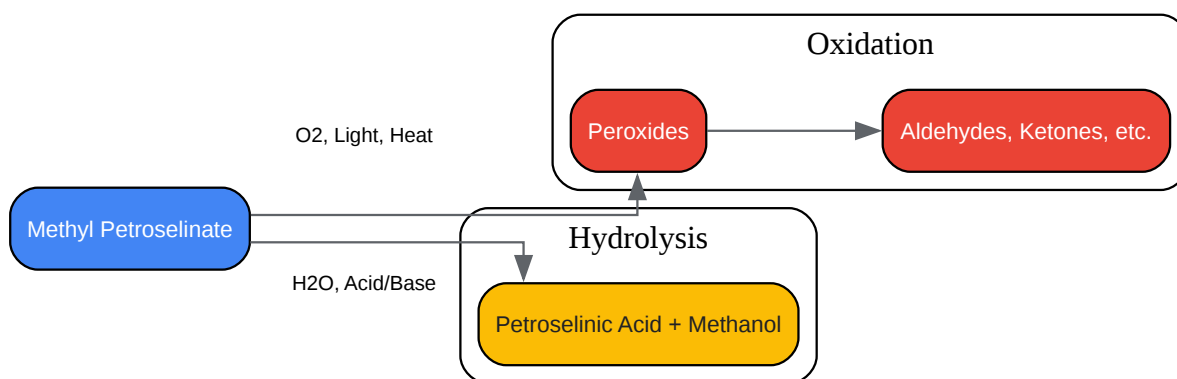 Oxidation
Peroxides
Aldehydes, Ketones, etc.
O2, Light, Heat
Methyl Petroselinate
Hydrolysis
H2O, Acid/Base
Petroselinic Acid + Methanol